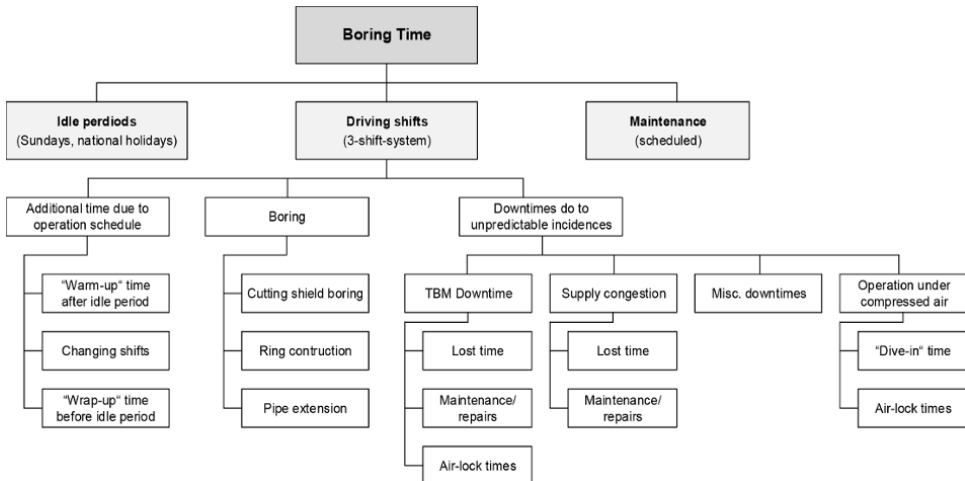 Boring Time
Idle perdiods
(Sundays, national holidays)
Driving shifts
(3-shift-system)
Maintenance
(scheduled)
Additional time due to
operation schedule
Boring
Downtimes do to
unpredictable incidences
"Warm-up“ time
after idle period
Cutting shield boring
TBM Downtime
Supply congestion
Misc. downtimes
Operation under
compressed air
Changing shifts
Ring contruction
Lost time
Lost time
"Dive-in“ time
"Wrap-up“ time
before idle period
Pipe extension
Maintenance/
repairs
Maintenance/
repairs
Air-lock times
Air-lock times